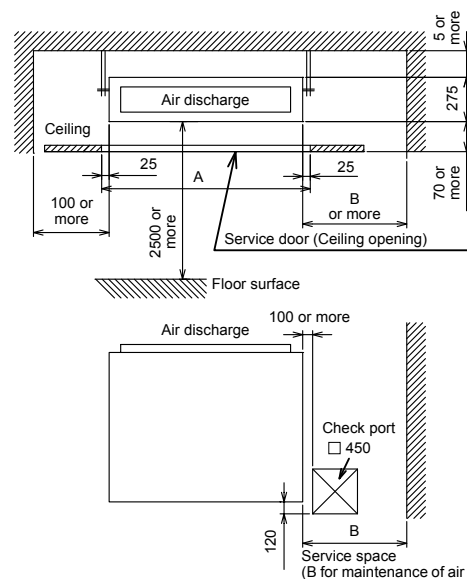 5 or
more
Air discharge
275
Ceiling
25
A
25
70 or
more
100 or
more
2500 or
more
B
or more
Service door (Ceiling opening)
Floor surface
Air discharge
100 or more
Check port
□ 450
120
B
Service space
(B for maintenance of air